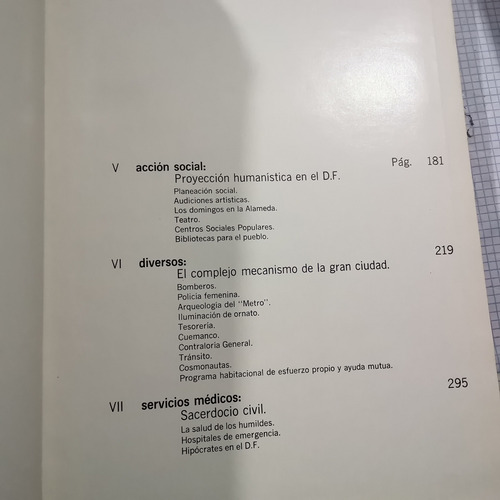 V acción social: Pág. 181
Proyección humanística en el D.F.
Planeación social.
Audiciones artísticas.
Los domingos en la Alameda.
Teatro.
Centros Sociales Populares.
Bibliotecas para el pueblo.
VI diversos: 219
El complejo mecanismo de la gran ciudad.
Bomberos.
Policía femenina.
Arqueología del "Metro".
Iluminación de ornato.
Tesorería.
Cuemanco.
Contraloría General.
Tránsito.
Cosmonautas.
Programa habitacional de esfuerzo propio y ayuda mutua.
VII servicios médicos: 295
Sacerdocio civil.
La salud de los humildes.
Hospitales de emergencia.
Hipócrates en el D.F.